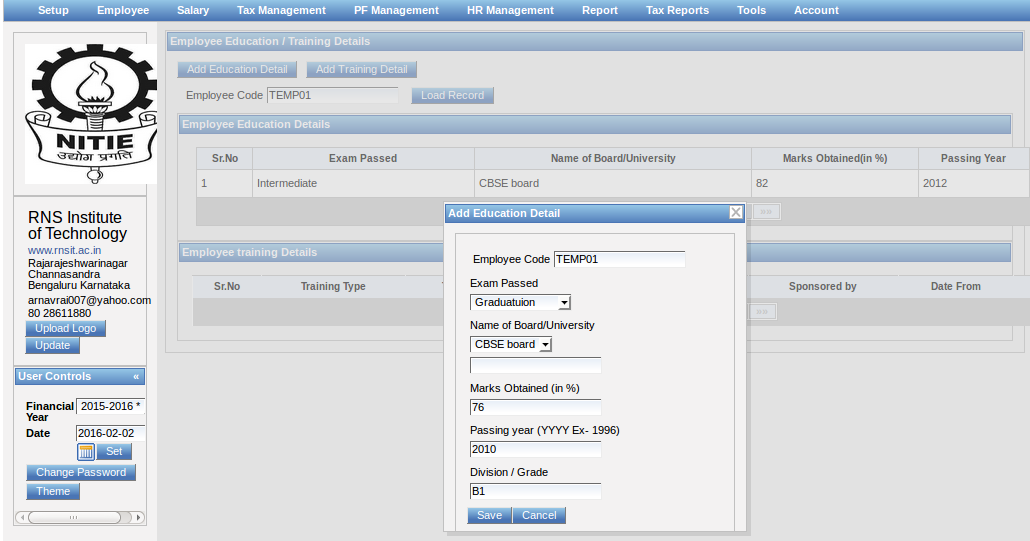 Setup Employee Salary Tax Management PF Management HR Management Report Tax Reports Tools Account
NITIE
उद्योग प्रगति
RNS Institute
of Technology
www.rnsit.ac.in
Rajarajeshwarinagar
Channasandra
Bengaluru Karnataka
arnavrai007@yahoo.com
80 28611880
Upload Logo
Update
User Controls «
Financial Year 2015-2016 *
Date 2016-02-02
Set
Change Password
Theme
Employee Education / Training Details
Add Education Detail Add Training Detail
Employee Code TEMP01 Load Record
Employee Education Details
Sr.No Exam Passed Name of Board/University Marks Obtained(in %) Passing Year
1 Intermediate CBSE board 82 2012
»»
Employee training Details
Sr.No Training Type Sponsored by Date From
»»
Add Education Detail
Employee Code TEMP01
Exam Passed
Graduatuion
Name of Board/University
CBSE board
Marks Obtained (in %)
76
Passing year (YYYY Ex- 1996)
2010
Division / Grade
B1
Save Cancel